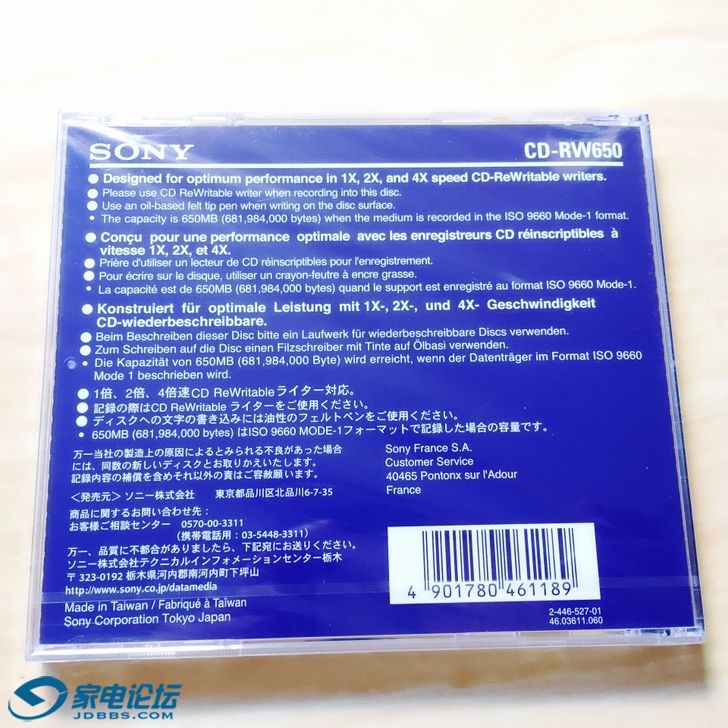 SONY
CD-RW650
● Designed for optimum performance in 1X, 2X, and 4X speed CD-ReWritable writers.
● Please use CD ReWritable writer when recording into this disc.
● Use an oil-based felt tip pen when writing on the disc surface.
• The capacity is 650MB (681,984,000 bytes) when the medium is recorded in the ISO 9660 Mode-1 format.
● Conçu pour une performance optimale avec les enregistreurs CD réinscriptibles à
vitesse 1X, 2X, et 4X.
● Prière d'utiliser un lecteur de CD réinscriptibles pour l'enregistrement.
● Pour écrire sur le disque, utiliser un crayon-feutre à encre grasse.
• La capacité est de 650MB (681,984,000 bytes) quand le support est enregistré au format ISO 9660 Mode-1.
● Konstruiert für optimale Leistung mit 1X-, 2X-, und 4X- Geschwindigkeit
CD-wiederbeschreibbare.
● Beim Beschreiben dieser Disc bitte ein Laufwerk für wiederbeschreibbare Discs verwenden.
● Zum Schreiben auf die Disc einen Filzschreiber mit Tinte auf Ölbasi verwenden.
• Die Kapazität von 650MB (681,984,000 Byte) wird erreicht, wenn der Datenträger im Format ISO 9660
Mode 1 beschrieben wird.
● 1倍、2倍、4倍速CD ReWritableライター対応。
● 記録の際はCD ReWritable ライターをご使用ください。
● ディスクへの文字の書き込みには油性のフェルトペンをご使用ください。
• 650MB (681,984,000 bytes)はISO 9660 MODE-1フォーマットで記録した場合の容量です。
万一当社の製造上の原因によるとみられる不良があった場合
には、同数の新しいディスクとお取りかえいたします。
記録内容の補償を含めそれ以外の責はご容赦願います。
<発売元> ソニー株式会社 東京都品川区北品川6-7-35
商品に関するお問い合わせ先：
お客様ご相談センター 0570-00-3311
(携帯電話用：03-5448-3311)
万一、品質に不都合がありましたら、下記宛にお送りください。
ソニー株式会社テクニカルインフォメーションセンター栃木
〒323-0192 栃木県河内郡南河内町下坪山
http://www.sony.co.jp/datamedia
Made in Taiwan / Fabriqué à Taïwan
Sony Corporation Tokyo Japan
Sony France S.A.
Customer Service
40465 Pontonx sur l'Adour
France
4 901780 461189
2-446-527-01
46.03611.060
家电论坛
JDBBS.COM